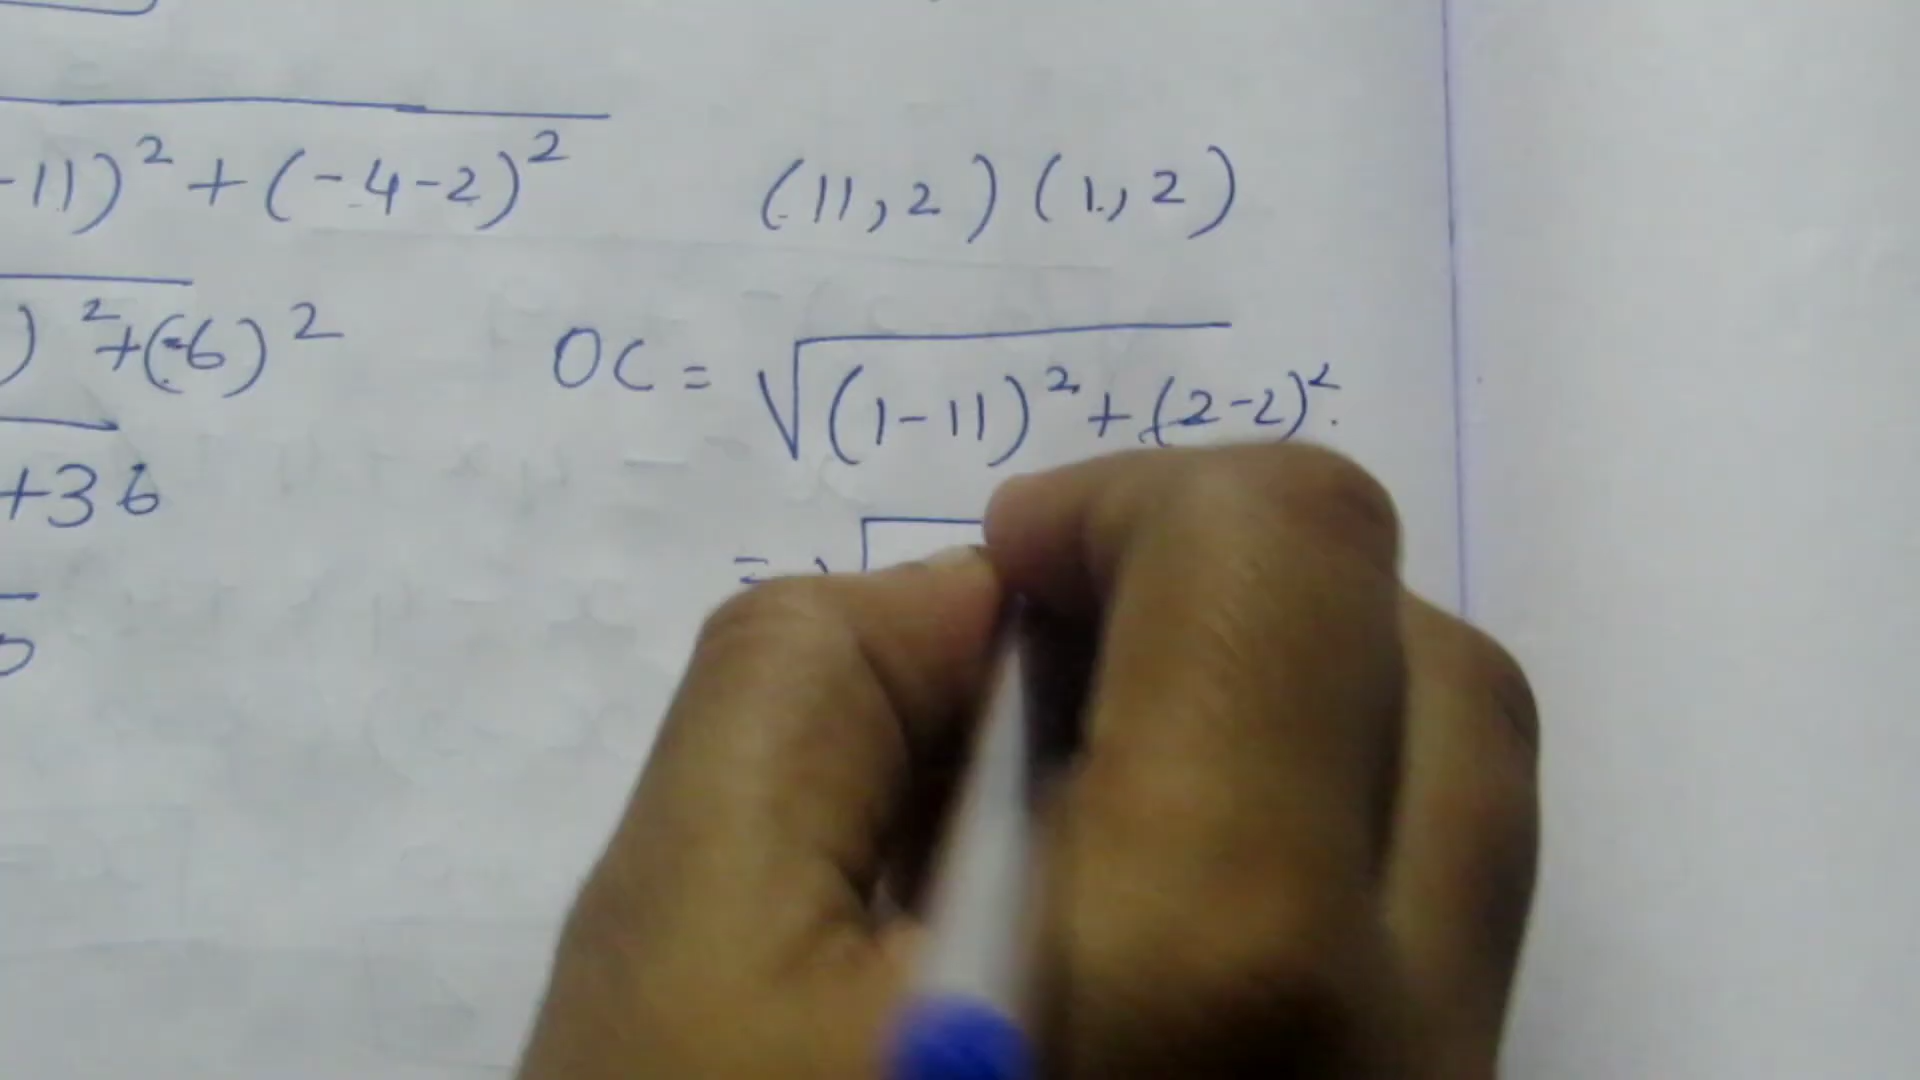 -11)² + (-4-2)²
(11, 2) (1, 2)
)² + (-6)²
OC = √(1-11)² + (2-2)²
+36
= √